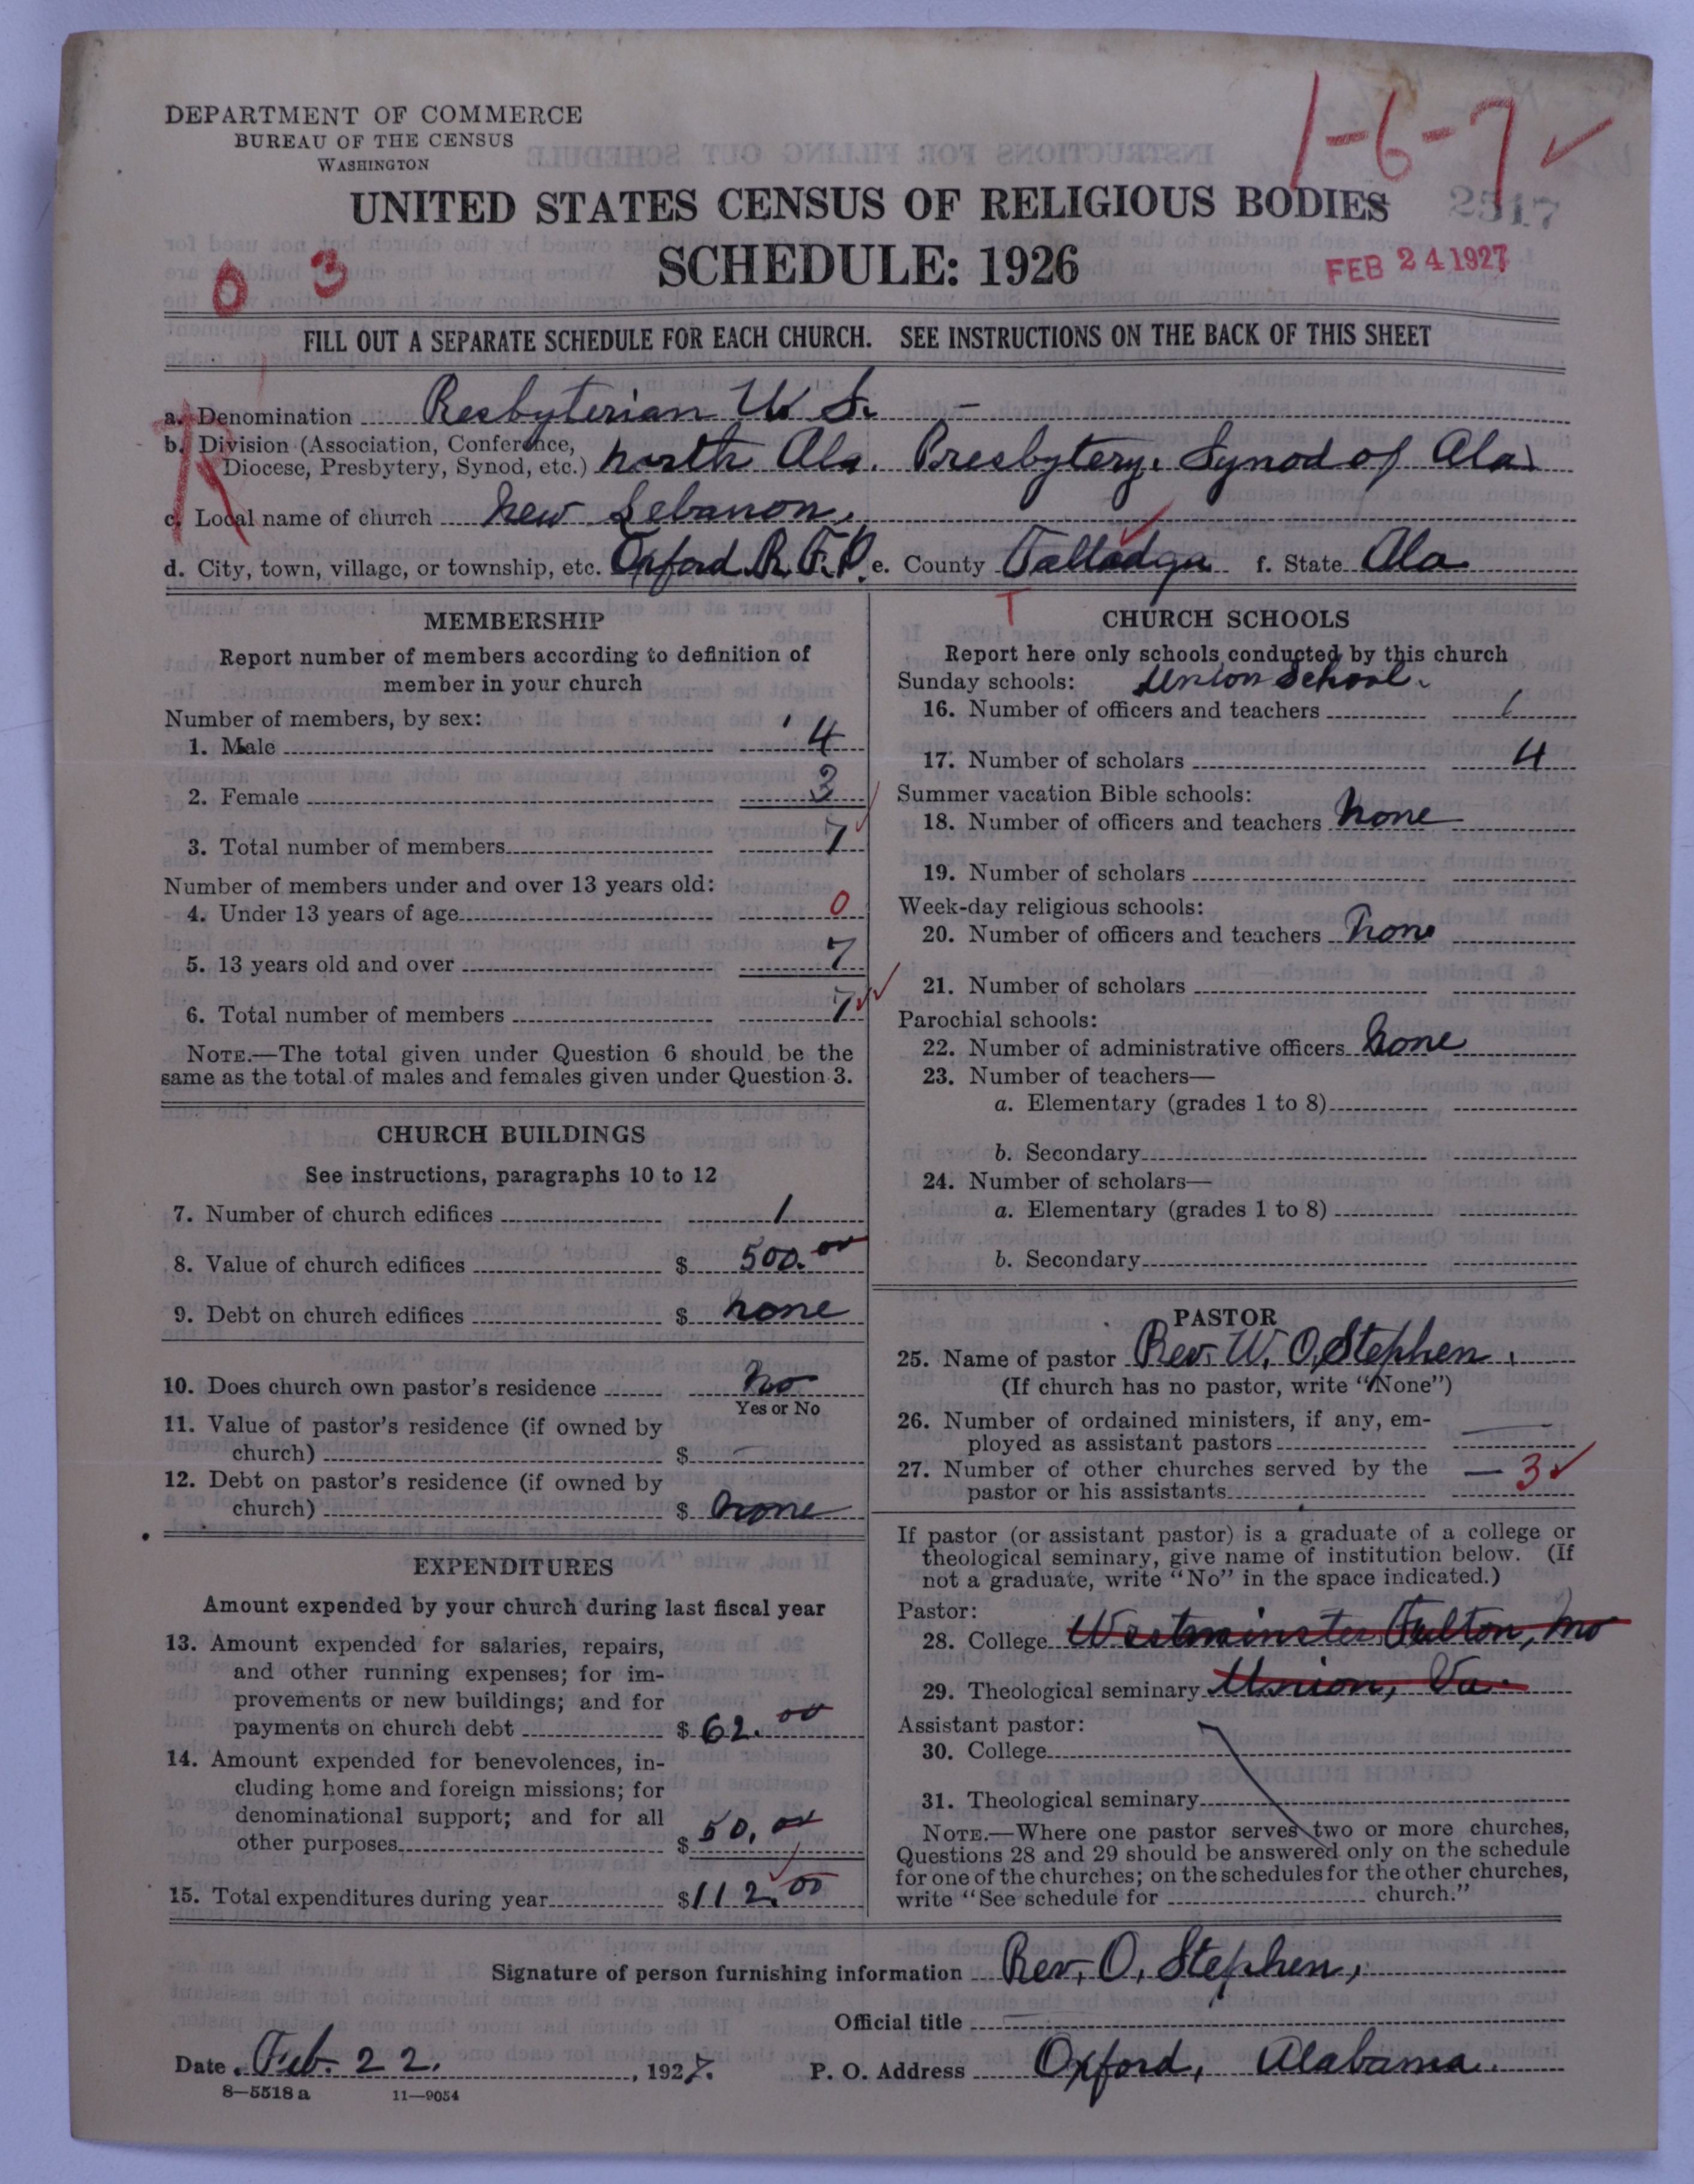 DEPARTMENT OF COMMERCE
BUREAU OF THE CENSUS
WASHINGTON
1-6-7
UNITED STATES CENSUS OF RELIGIOUS BODIES
2517
SCHEDULE: 1926
0 3
FEB 24 1927
FILL OUT A SEPARATE SCHEDULE FOR EACH CHURCH. SEE INSTRUCTIONS ON THE BACK OF THIS SHEET
a. Denomination Presbyterian U. S. –
b. Division (Association, Conference,
Diocese, Presbytery, Synod, etc.) North Ala. Presbytery. Synod of Ala.
c. Local name of church New Lebanon,
d. City, town, village, or township, etc. Oxford R.F.D. e. County Talladga f. State Ala
MEMBERSHIP
Report number of members according to definition of
member in your church
Number of members, by sex:
1. Male 4
2. Female 3
3. Total number of members 7
Number of members under and over 13 years old:
4. Under 13 years of age 0
5. 13 years old and over 7
6. Total number of members 7
NOTE.—The total given under Question 6 should be the
same as the total of males and females given under Question 3.
CHURCH BUILDINGS
See instructions, paragraphs 10 to 12
7. Number of church edifices 1
8. Value of church edifices $ 500.00
9. Debt on church edifices $ none
10. Does church own pastor's residence No
Yes or No
11. Value of pastor's residence (if owned by
church) $ —
12. Debt on pastor's residence (if owned by
church) $ none
EXPENDITURES
Amount expended by your church during last fiscal year
13. Amount expended for salaries, repairs,
and other running expenses; for im-
provements or new buildings; and for
payments on church debt $ 62.00
14. Amount expended for benevolences, in-
cluding home and foreign missions; for
denominational support; and for all
other purposes $ 50.00
15. Total expenditures during year $ 112.00
T
CHURCH SCHOOLS
Report here only schools conducted by this church
Sunday schools: Union School.
16. Number of officers and teachers 1
17. Number of scholars 4
Summer vacation Bible schools:
18. Number of officers and teachers None
19. Number of scholars
Week-day religious schools:
20. Number of officers and teachers None
21. Number of scholars
Parochial schools:
22. Number of administrative officers None
23. Number of teachers—
a. Elementary (grades 1 to 8)
b. Secondary
24. Number of scholars—
a. Elementary (grades 1 to 8)
b. Secondary
PASTOR
25. Name of pastor Rev. W. O. Stephen.
(If church has no pastor, write "None")
26. Number of ordained ministers, if any, em-
ployed as assistant pastors —
27. Number of other churches served by the
pastor or his assistants — 3
If pastor (or assistant pastor) is a graduate of a college or
theological seminary, give name of institution below. (If
not a graduate, write "No" in the space indicated.)
Pastor:
28. College Westminster Fulton, Mo
29. Theological seminary Union, Va.
Assistant pastor:
30. College
31. Theological seminary
NOTE.—Where one pastor serves two or more churches,
Questions 28 and 29 should be answered only on the schedule
for one of the churches; on the schedules for the other churches,
write "See schedule for church."
Signature of person furnishing information Rev. O. Stephen,
Official title
Date Feb. 22. , 1927. P. O. Address Oxford, Alabama.
8—5518 a 11—9054